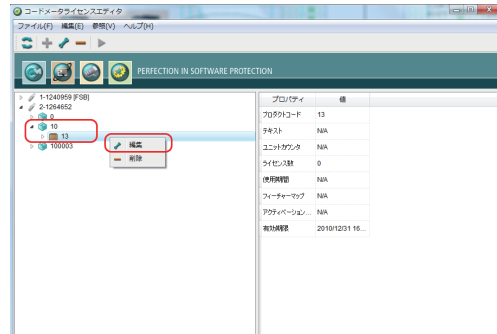 コードメータライセンスエディタ
ファイル(F) 編集(E) 参照(V) ヘルプ(H)
PERFECTION IN SOFTWARE PROTECTION
1-1240959 [FSB]
2-1264652
0
10
13
100003
編集
削除
プロパティ 値
プロダクトコード 13
テキスト N/A
ユニットカウンタ N/A
ライセンス数 0
使用期間 N/A
フィーチャーマップ N/A
アクティベーション... N/A
有効期限 2010/12/31 16...